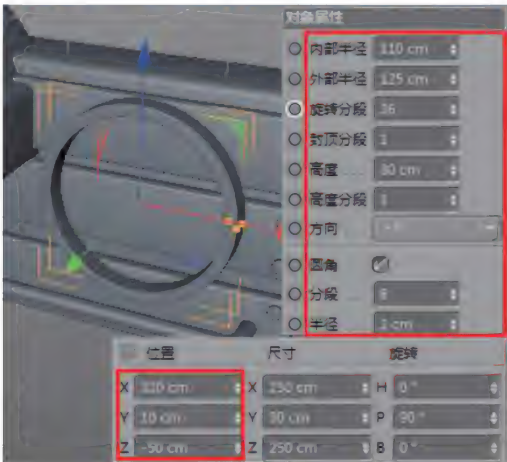 对象属性
内部半径 110 cm
外部半径 125 cm
旋转分段 36
封顶分段 1
高度 30 cm
高度分段 1
方向
圆角
分段
半径 1 cm
位置 尺寸 旋转
X X 250 cm H 0°
Y 10 cm Y 30 cm P 90°
Z -50 cm Z 250 cm B 0°